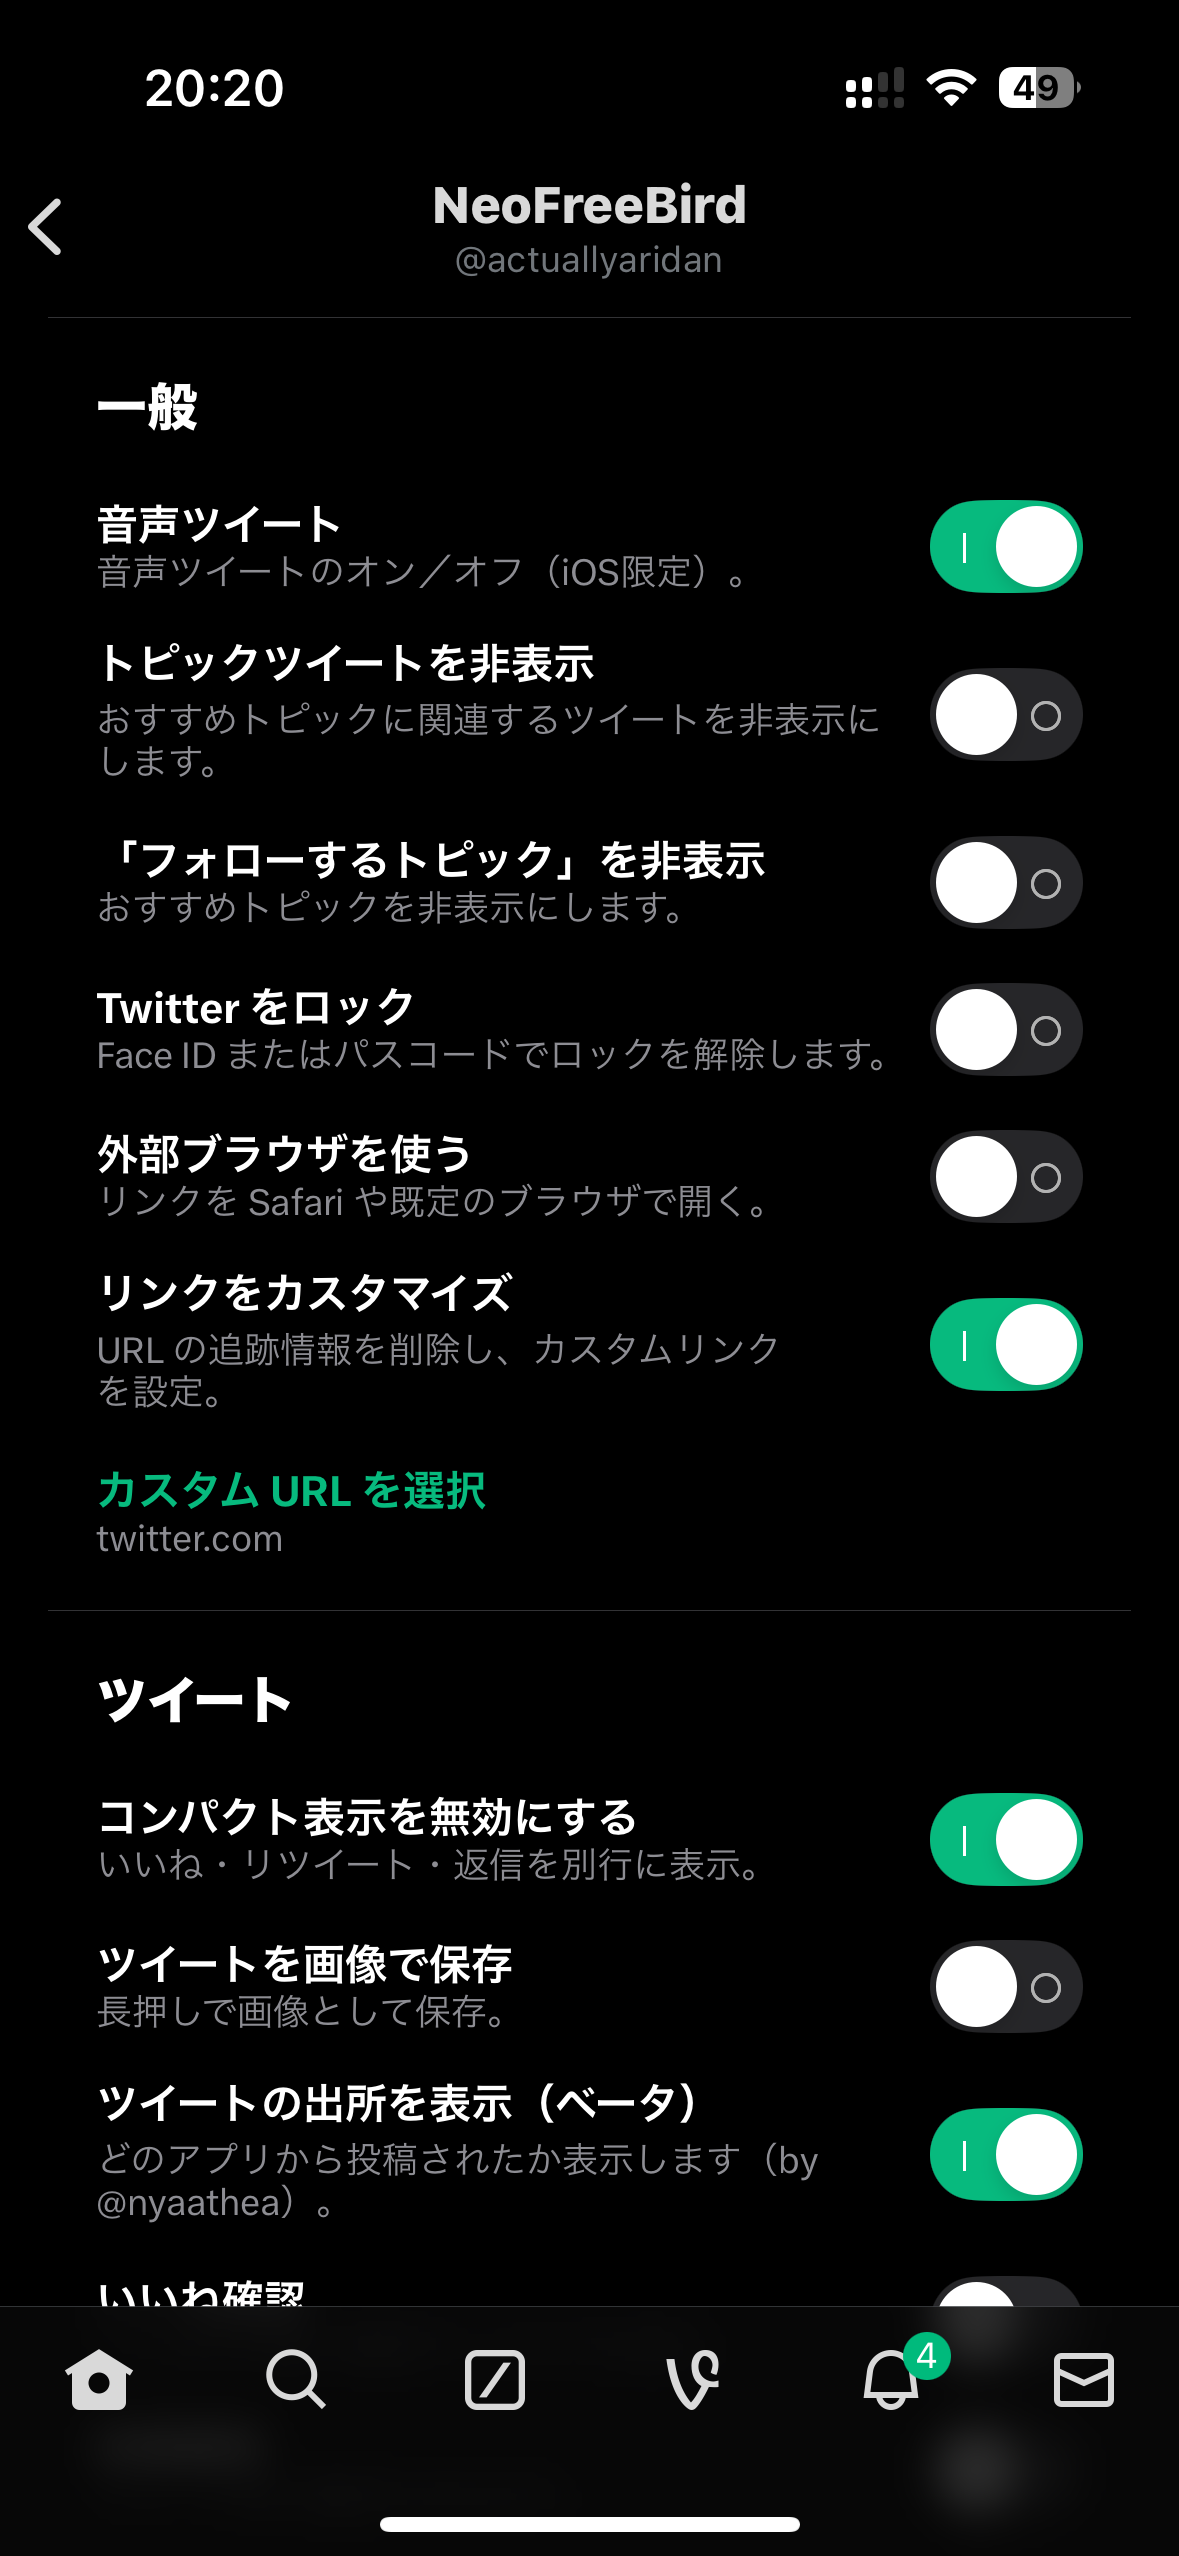 20:20
49
NeoFreeBird
@actuallyaridan
一般
音声ツイート
音声ツイートのオン／オフ（iOS限定）。
トピックツイートを非表示
おすすめトピックに関連するツイートを非表示に
します。
「フォローするトピック」を非表示
おすすめトピックを非表示にします。
Twitter をロック
Face ID またはパスコードでロックを解除します。
外部ブラウザを使う
リンクを Safari や既定のブラウザで開く。
リンクをカスタマイズ
URL の追跡情報を削除し、カスタムリンク
を設定。
カスタム URL を選択
twitter.com
ツイート
コンパクト表示を無効にする
いいね・リツイート・返信を別行に表示。
ツイートを画像で保存
長押しで画像として保存。
ツイートの出所を表示（ベータ）
どのアプリから投稿されたか表示します（by
@nyaathea）。
いいね確認
4